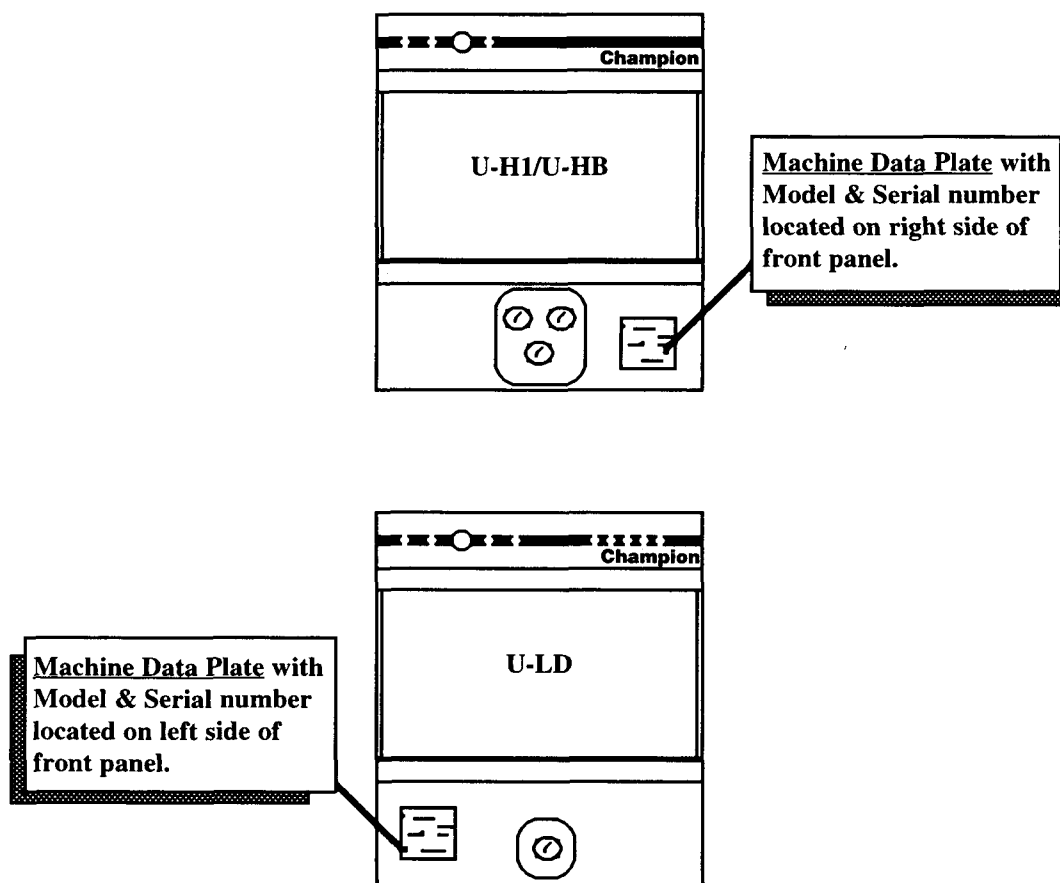 Champion
U-H1/U-HB
Machine Data Plate with
Model & Serial number
located on right side of
front panel.
Champion
U-LD
Machine Data Plate with
Model & Serial number
located on left side of
front panel.